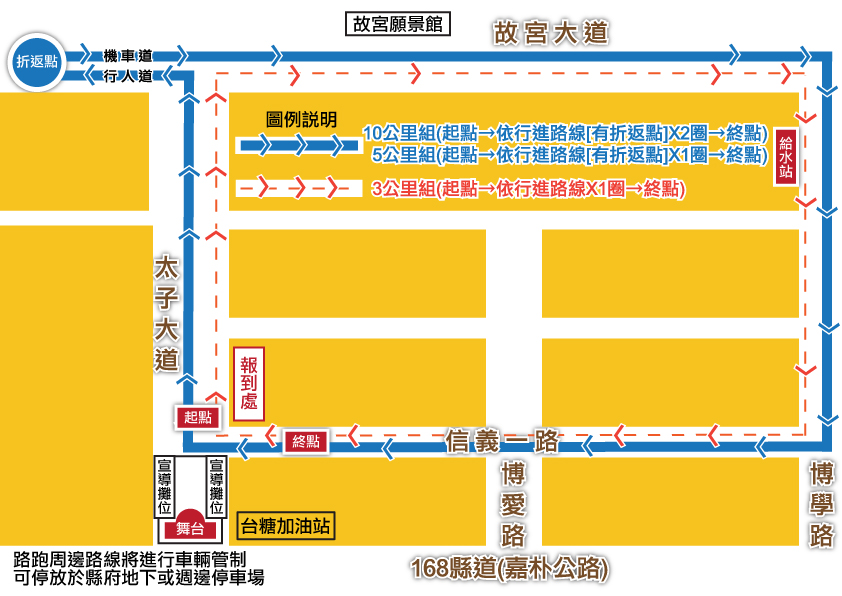 故宮願景館
故宮大道
折返點
機車道
行人道
圖例說明
10公里組(起點→依行進路線[有折返點]X2圈→終點)
5公里組(起點→依行進路線[有折返點]X1圈→終點)
3公里組(起點→依行進路線X1圈→終點)
給水站
太子大道
報到處
起點
終點
信義一路
博愛路
博學路
宣導攤位
宣導攤位
舞台
台糖加油站
路跑周邊路線將進行車輛管制
可停放於縣府地下或週邊停車場
168縣道(嘉朴公路)